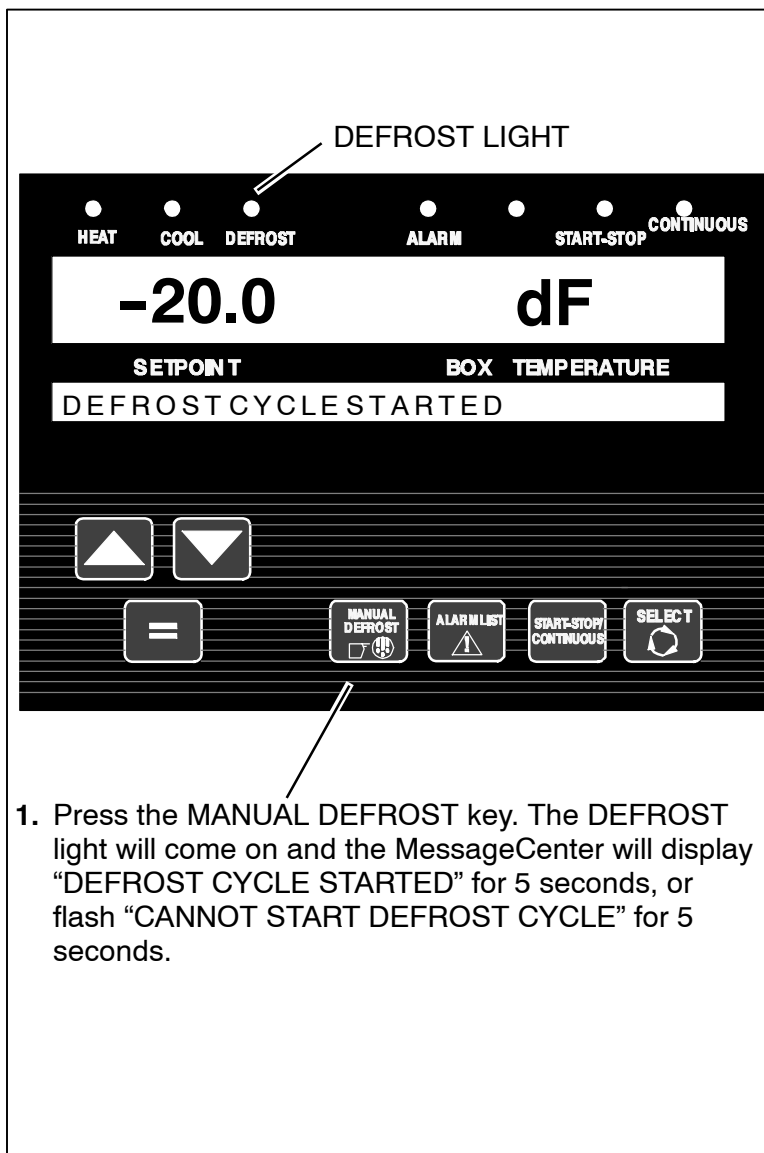 DEFROST LIGHT
HEAT COOL DEFROST ALARM START-STOP CONTINUOUS
-20.0 dF
SETPOINT BOX TEMPERATURE
DEFROST CYCLE STARTED
=
MANUAL
DEFROST
ALARM LIST
START-STOP/
CONTINUOUS
SELECT
1. Press the MANUAL DEFROST key. The DEFROST
light will come on and the MessageCenter will display
“DEFROST CYCLE STARTED” for 5 seconds, or
flash “CANNOT START DEFROST CYCLE” for 5
seconds.